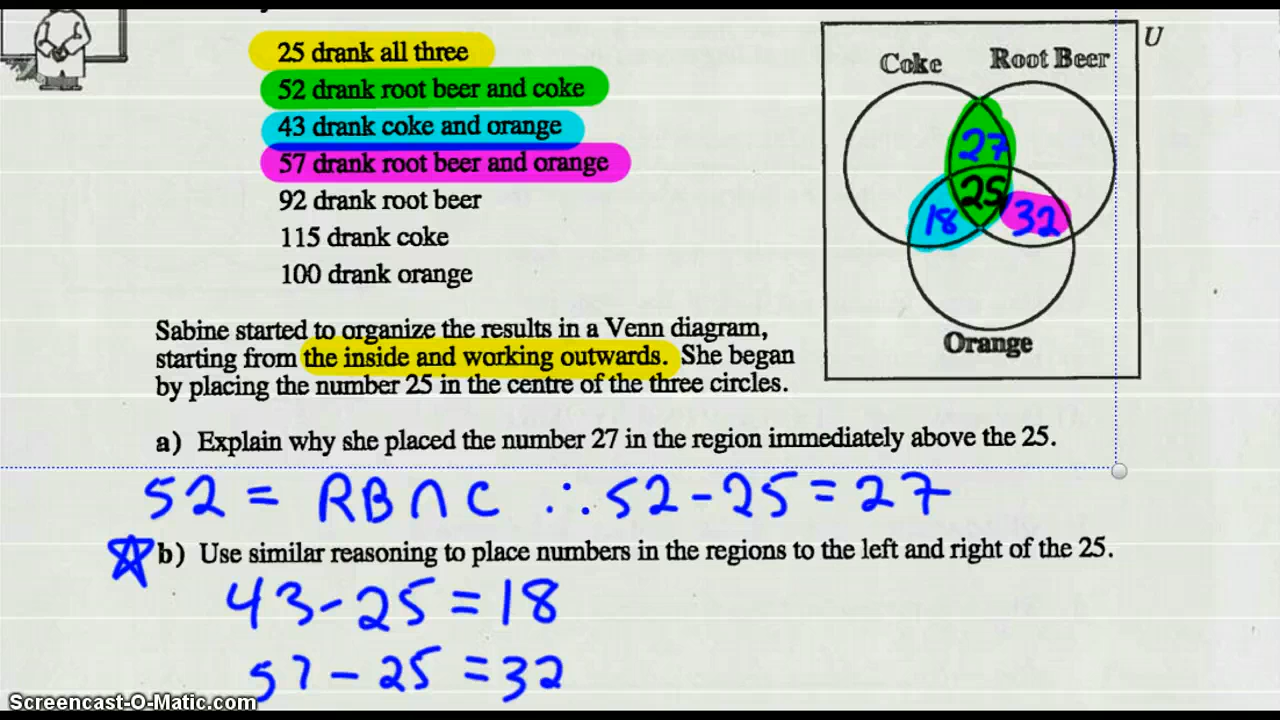 25 drank all three
52 drank root beer and coke
43 drank coke and orange
57 drank root beer and orange
92 drank root beer
115 drank coke
100 drank orange
U
Coke Root Beer
27
25
18 32
Orange
Sabine started to organize the results in a Venn diagram,
starting from the inside and working outwards. She began
by placing the number 25 in the centre of the three circles.
a) Explain why she placed the number 27 in the region immediately above the 25.
52 = RB ∩ C ∴ 52 - 25 = 27
b) Use similar reasoning to place numbers in the regions to the left and right of the 25.
43 - 25 = 18
57 - 25 = 32
Screencast-O-Matic.com